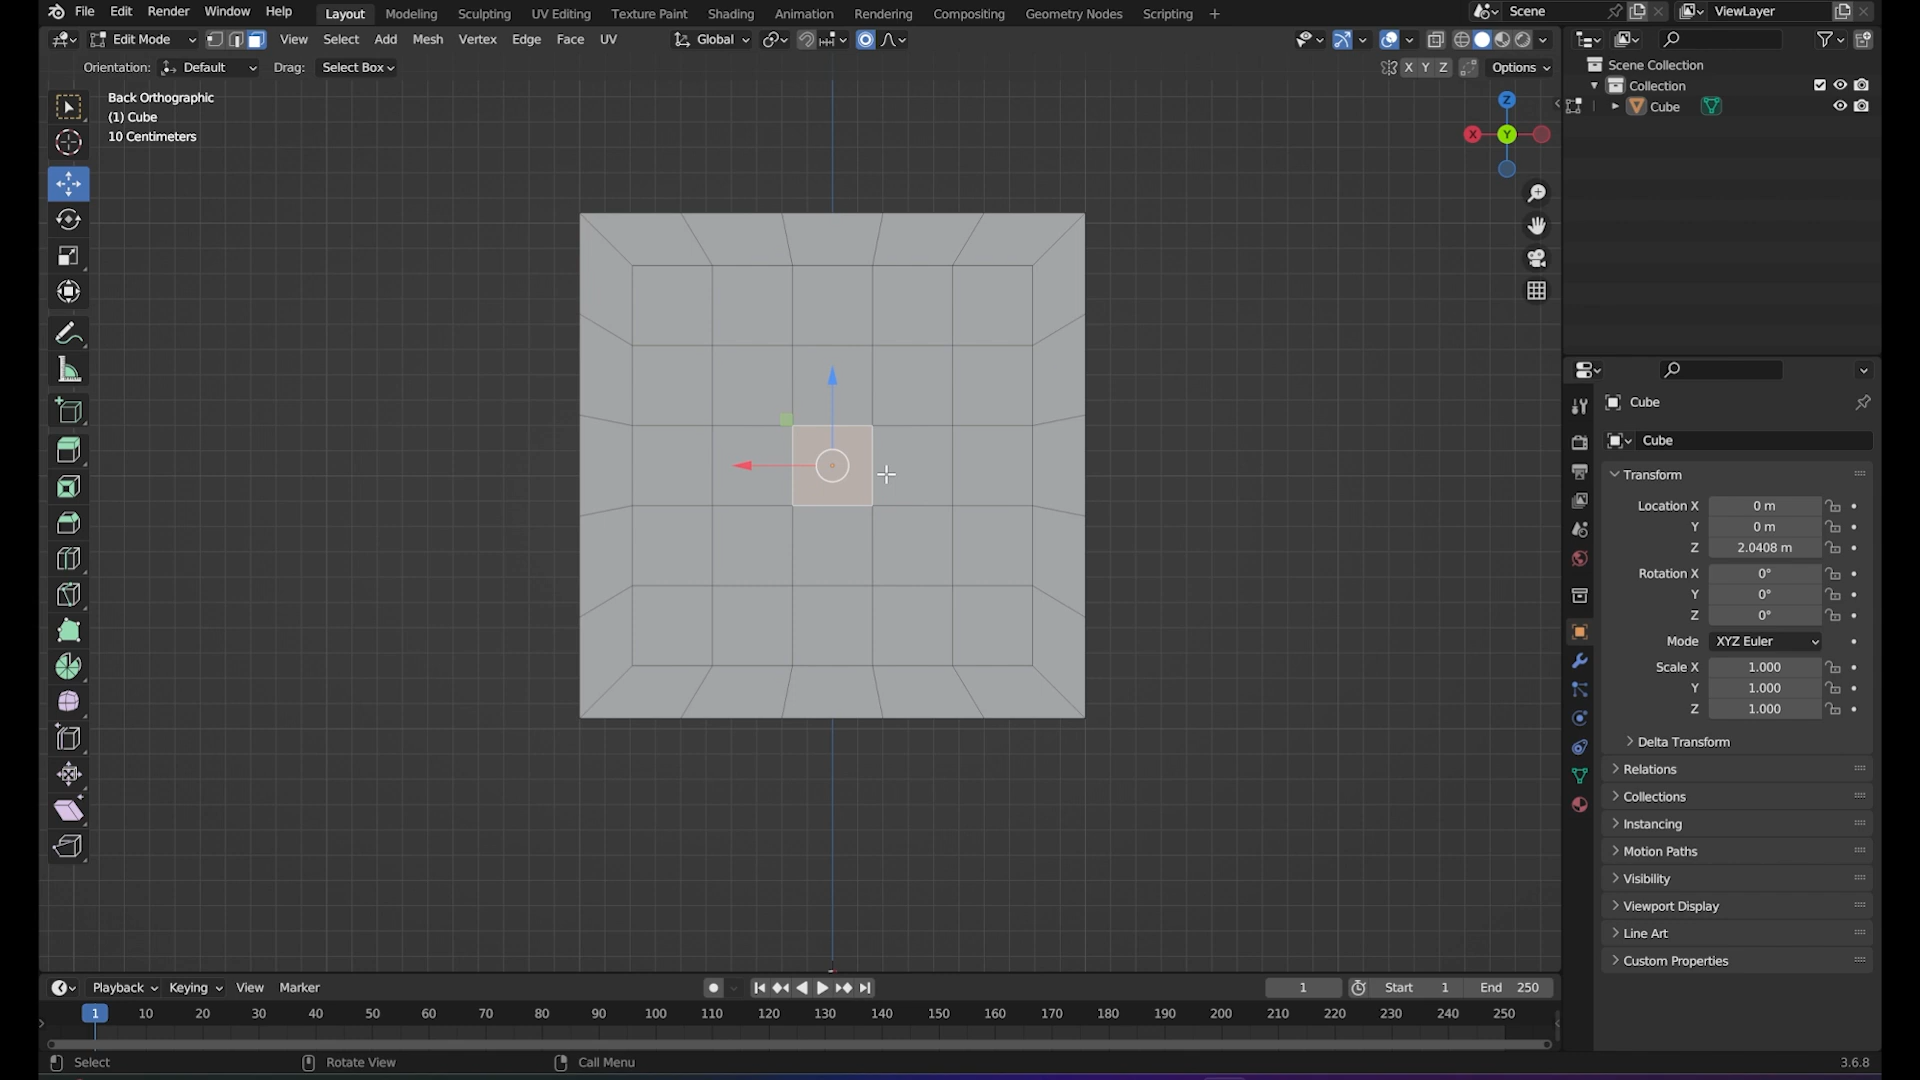 File Edit Render Window Help Layout Modeling Sculpting UV Editing Texture Paint Shading Animation Rendering Compositing Geometry Nodes Scripting + Scene ViewLayer
Edit Mode View Select Add Mesh Vertex Edge Face UV Global
Orientation: Default Drag: Select Box X Y Z Options
Back Orthographic
(1) Cube
10 Centimeters
Z
X Y
Scene Collection
Collection
Cube
Cube
Cube
Transform
Location X 0 m
Y 0 m
Z 2.0408 m
Rotation X 0°
Y 0°
Z 0°
Mode XYZ Euler
Scale X 1.000
Y 1.000
Z 1.000
Delta Transform
Relations
Collections
Instancing
Motion Paths
Visibility
Viewport Display
Line Art
Custom Properties
Playback Keying View Marker 1 Start 1 End 250
1 10 20 30 40 50 60 70 80 90 100 110 120 130 140 150 160 170 180 190 200 210 220 230 240 250
Select Rotate View Call Menu 3.6.8